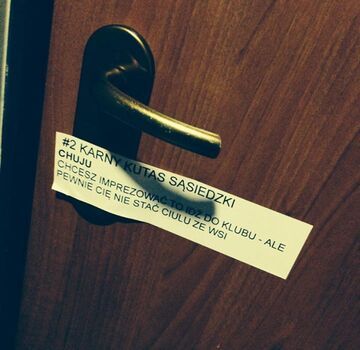 #2 KARNY KUTAS SĄSIEDZKI
CHUJU
CHCESZ IMPREZOWAĆ TO IDŹ DO KLUBU - ALE
PEWNIE CIĘ NIE STAĆ CIULU ZE WSI